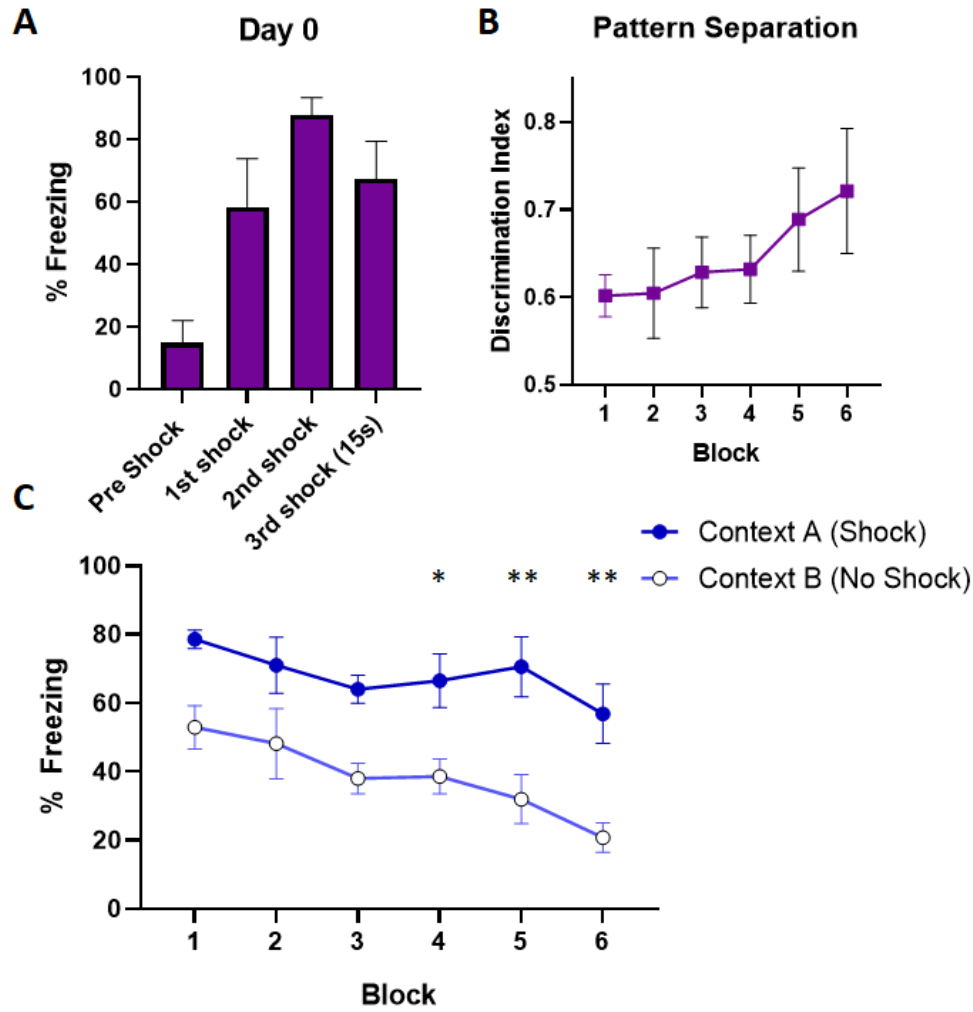 A
Day 0
% Freezing
100
80
60
40
20
0
Pre Shock
1st shock
2nd shock
3rd shock (15s)
B
Pattern Separation
Discrimination Index
0.8
0.7
0.6
0.5
1 2 3 4 5 6
Block
C
Context A (Shock)
Context B (No Shock)
* ** **
% Freezing
100
80
60
40
20
0
1 2 3 4 5 6
Block